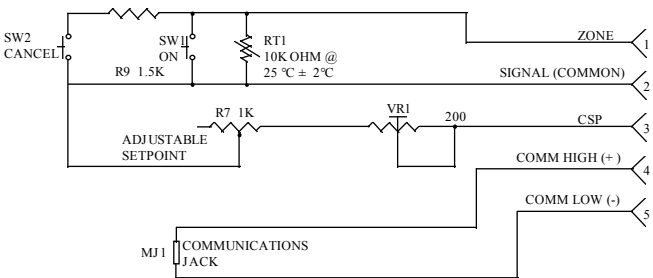 SW2
CANCEL
R9 1.5K
SW1
ON
RT1
10K OHM @
25 °C ± 2°C
ZONE
1
SIGNAL (COMMON)
2
R7 1K
ADJUSTABLE
SETPOINT
VR1
200
CSP
3
COMM HIGH (+)
4
COMM LOW (-)
5
MJ1
COMMUNICATIONS
JACK